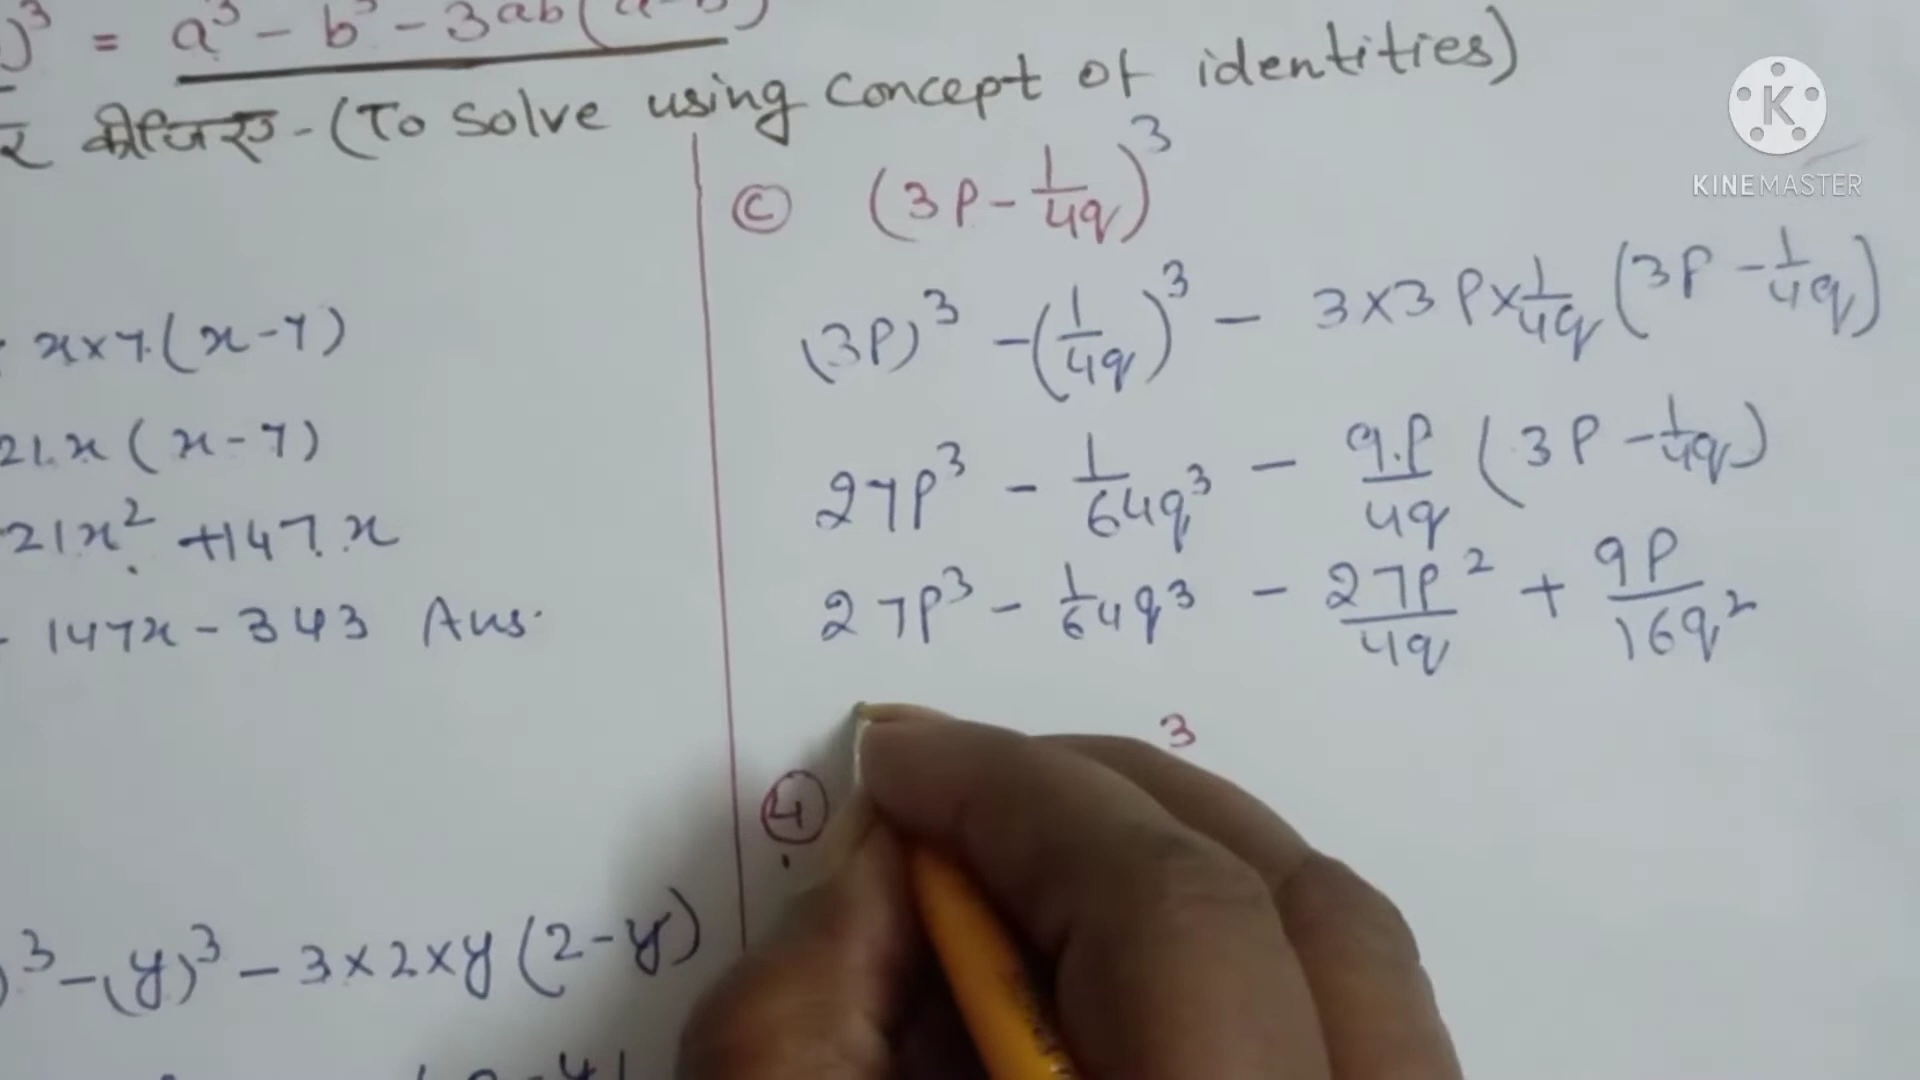 )³ = a³ - b³ - 3ab(a-b)
र कीजिए - (To Solve using Concept of identities)
x×7(x-7)
21x(x-7)
21x² +147x
- 147x - 343 Ans.
)³ -(y)³ - 3×2×y(2-y)
Ⓒ (3P - 1/4q)³
(3P)³ -(1/4q)³ - 3×3P×1/4q(3P - 1/4q)
27P³ - 1/64q³ - 9P/4q (3P - 1/4q)
27P³ - 1/64q³ - 27P²/4q + 9P/16q²
④ ³
K
KINEMASTER